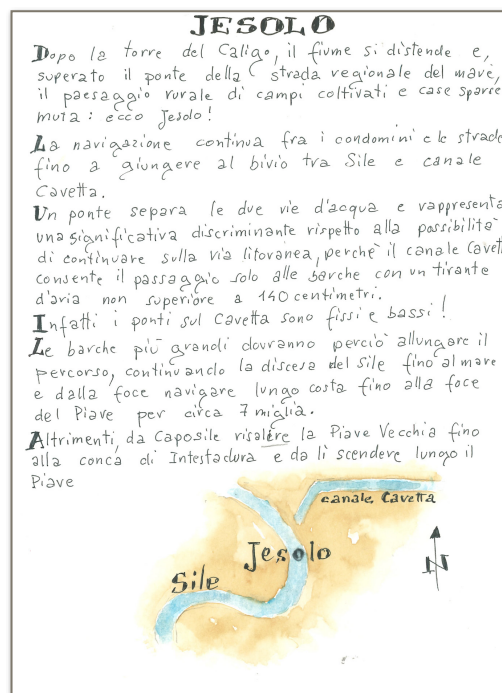 JESOLO
Dopo la torre del Caligo, il fiume si distende e,
superato il ponte della strada regionale del mare,
il paesaggio rurale di campi coltivati e case sparse
muta: ecco Jesolo!
La navigazione continua fra i condomini e le strade
fino a giungere al bivio tra Sile e canale
Cavetta.
Un ponte separa le due vie d'acqua e rappresenta
una significativa discriminante rispetto alla possibilità
di continuare sulla via litoranea, perchè il canale Cavett
consente il passaggio solo alle barche con un tirante
d'aria non superiore a 140 centimetri.
Infatti i ponti sul Cavetta sono fissi e bassi!
Le barche più grandi dovranno perciò allungare il
percorso, continuando la discesa del Sile fino al mare
e dalla foce navigare lungo costa fino alla foce
del Piave per circa 7 miglia.
Altrimenti, da Caposile risalire la Piave Vecchia fino
alla conca di Intestadura e da lì scendere lungo il
Piave
canale Cavetta
Jesolo
Sile
N